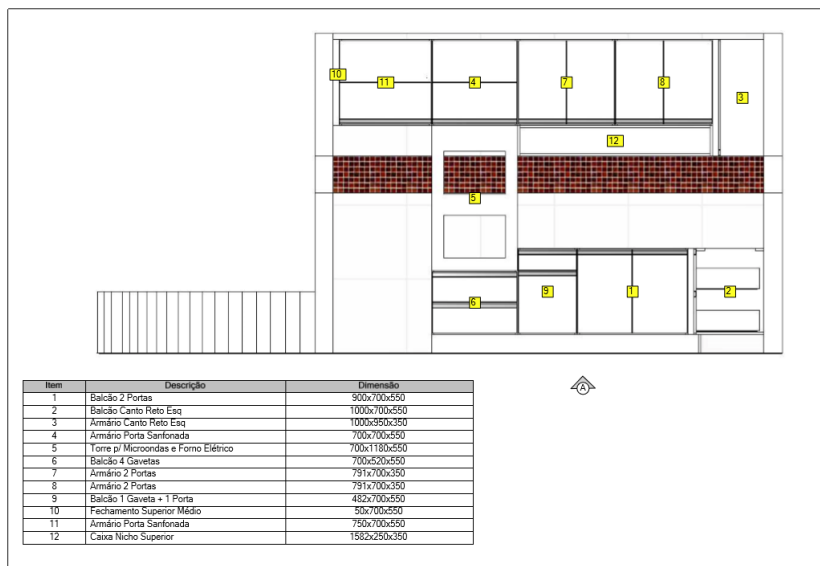 10
11
4
7
8
3
12
5
6
9
1
2
A
Item Descrição Dimensão
1 Balcão 2 Portas 900x700x550
2 Balcão Canto Reto Esq 1000x700x550
3 Armário Canto Reto Esq 1000x950x350
4 Armário Porta Sanfonada 700x700x550
5 Torre p/ Microondas e Forno Elétrico 700x1180x550
6 Balcão 4 Gavetas 700x520x550
7 Armário 2 Portas 791x700x350
8 Armário 2 Portas 791x700x350
9 Balcão 1 Gaveta + 1 Porta 482x700x550
10 Fechamento Superior Médio 50x700x550
11 Armário Porta Sanfonada 750x700x550
12 Caixa Nicho Superior 1582x250x350